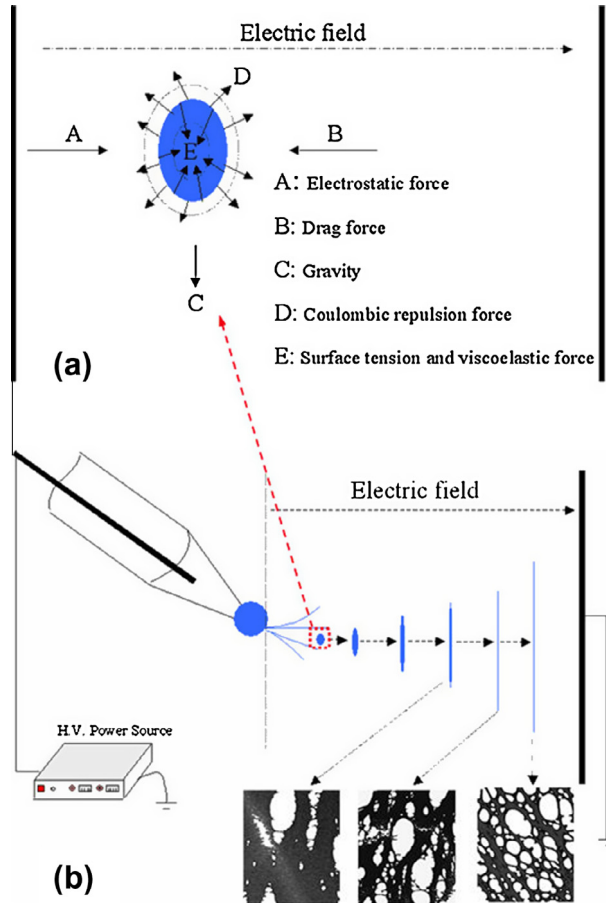 Electric field
D
A
B
E
A: Electrostatic force
B: Drag force
C: Gravity
C
D: Coulombic repulsion force
E: Surface tension and viscoelastic force
(a)
Electric field
H.V. Power Source
(b)